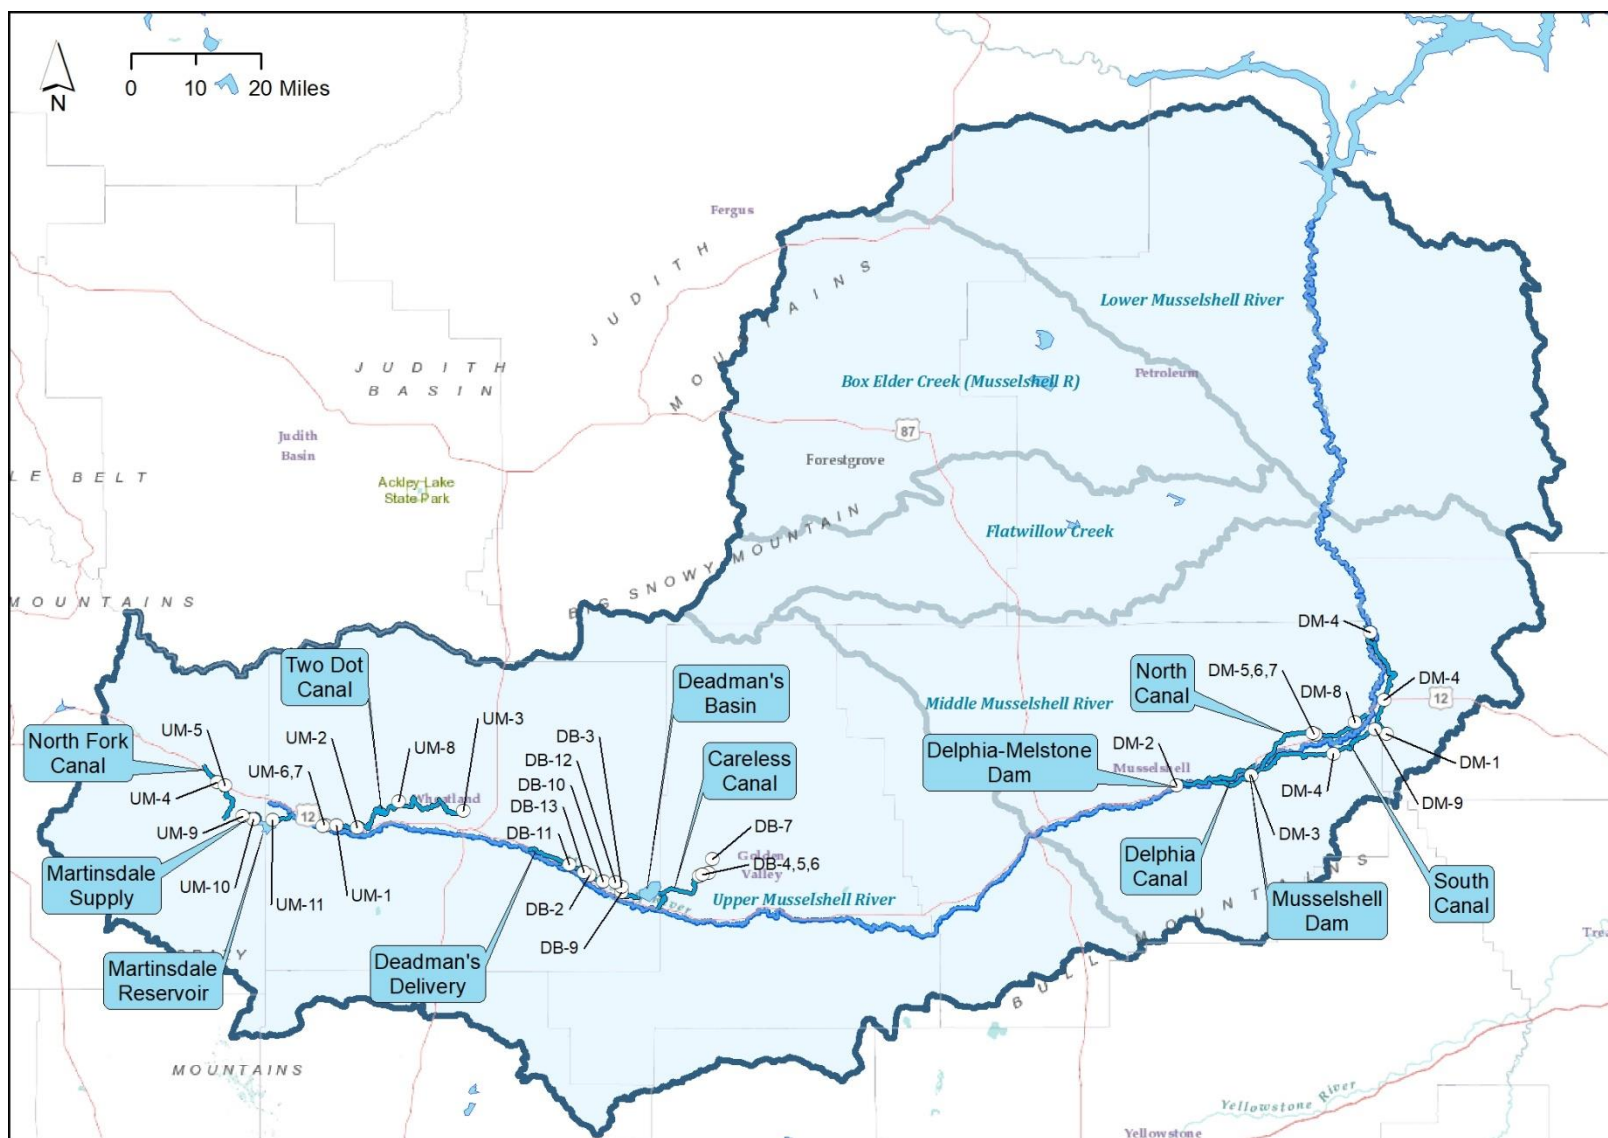 N
0 10 20 Miles
Fergus
JUDITH
MOUNTAINS
Lower Musselshell River
JUDITH
BASIN
Box Elder Creek (Musselshell R)
Petroleum
87
Judith
Basin
Forestgrove
LE BELT
Ackley Lake
State Park
Flatwillow Creek
BIG SNOWY MOUNTAIN
MOUNTAINS
DM-4
Two Dot
Canal
North
Canal
DM-5,6,7
DM-8
DM-4
12
Deadman's
Basin
Middle Musselshell River
UM-5
UM-3
DB-3
North Fork
Canal
UM-2
UM-8
DB-12
Careless
Canal
Delphia-Melstone
Dam
DM-2
Musselshell
DM-1
UM-6,7
DB-10
UM-4
Wheatland
DB-13
12
DM-4
DM-9
UM-9
DB-11
DB-7
DM-3
Golden
Valley
DB-4,5,6
Martinsdale
Supply
UM-10
UM-11
UM-1
DB-2
River
Upper Musselshell River
Delphia
Canal
South
Canal
Musselshell
Dam
DB-9
Martinsdale
Reservoir
Deadman's
Delivery
BULL MOUNTAINS
Trea
MOUNTAINS
Yellowstone River
Yellowstone